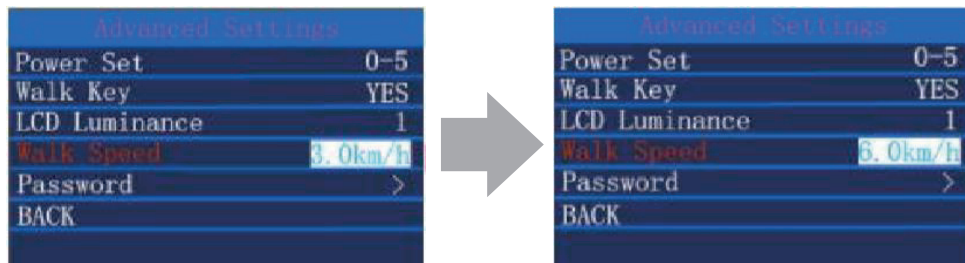 Advanced Settings
Power Set 0-5
Walk Key YES
LCD Luminance 1
Walk Speed 3.0km/h
Password >
BACK
Advanced Settings
Power Set 0-5
Walk Key YES
LCD Luminance 1
Walk Speed 6.0km/h
Password >
BACK